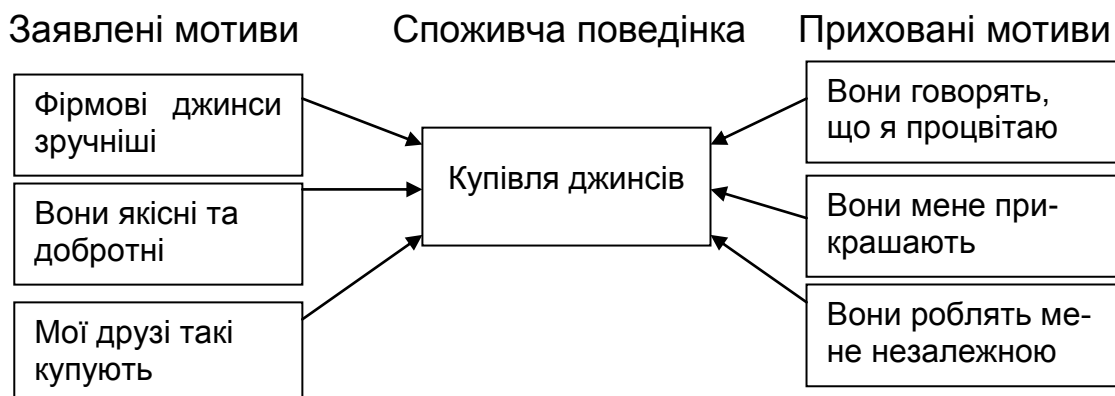 Заявлені мотиви
Споживча поведінка
Приховані мотиви
Фірмові джинси
зручніші
Вони якісні та
добротні
Мої друзі такі
купують
Купівля джинсів
Вони говорять,
що я процвітаю
Вони мене при-
крашають
Вони роблять ме-
не незалежною